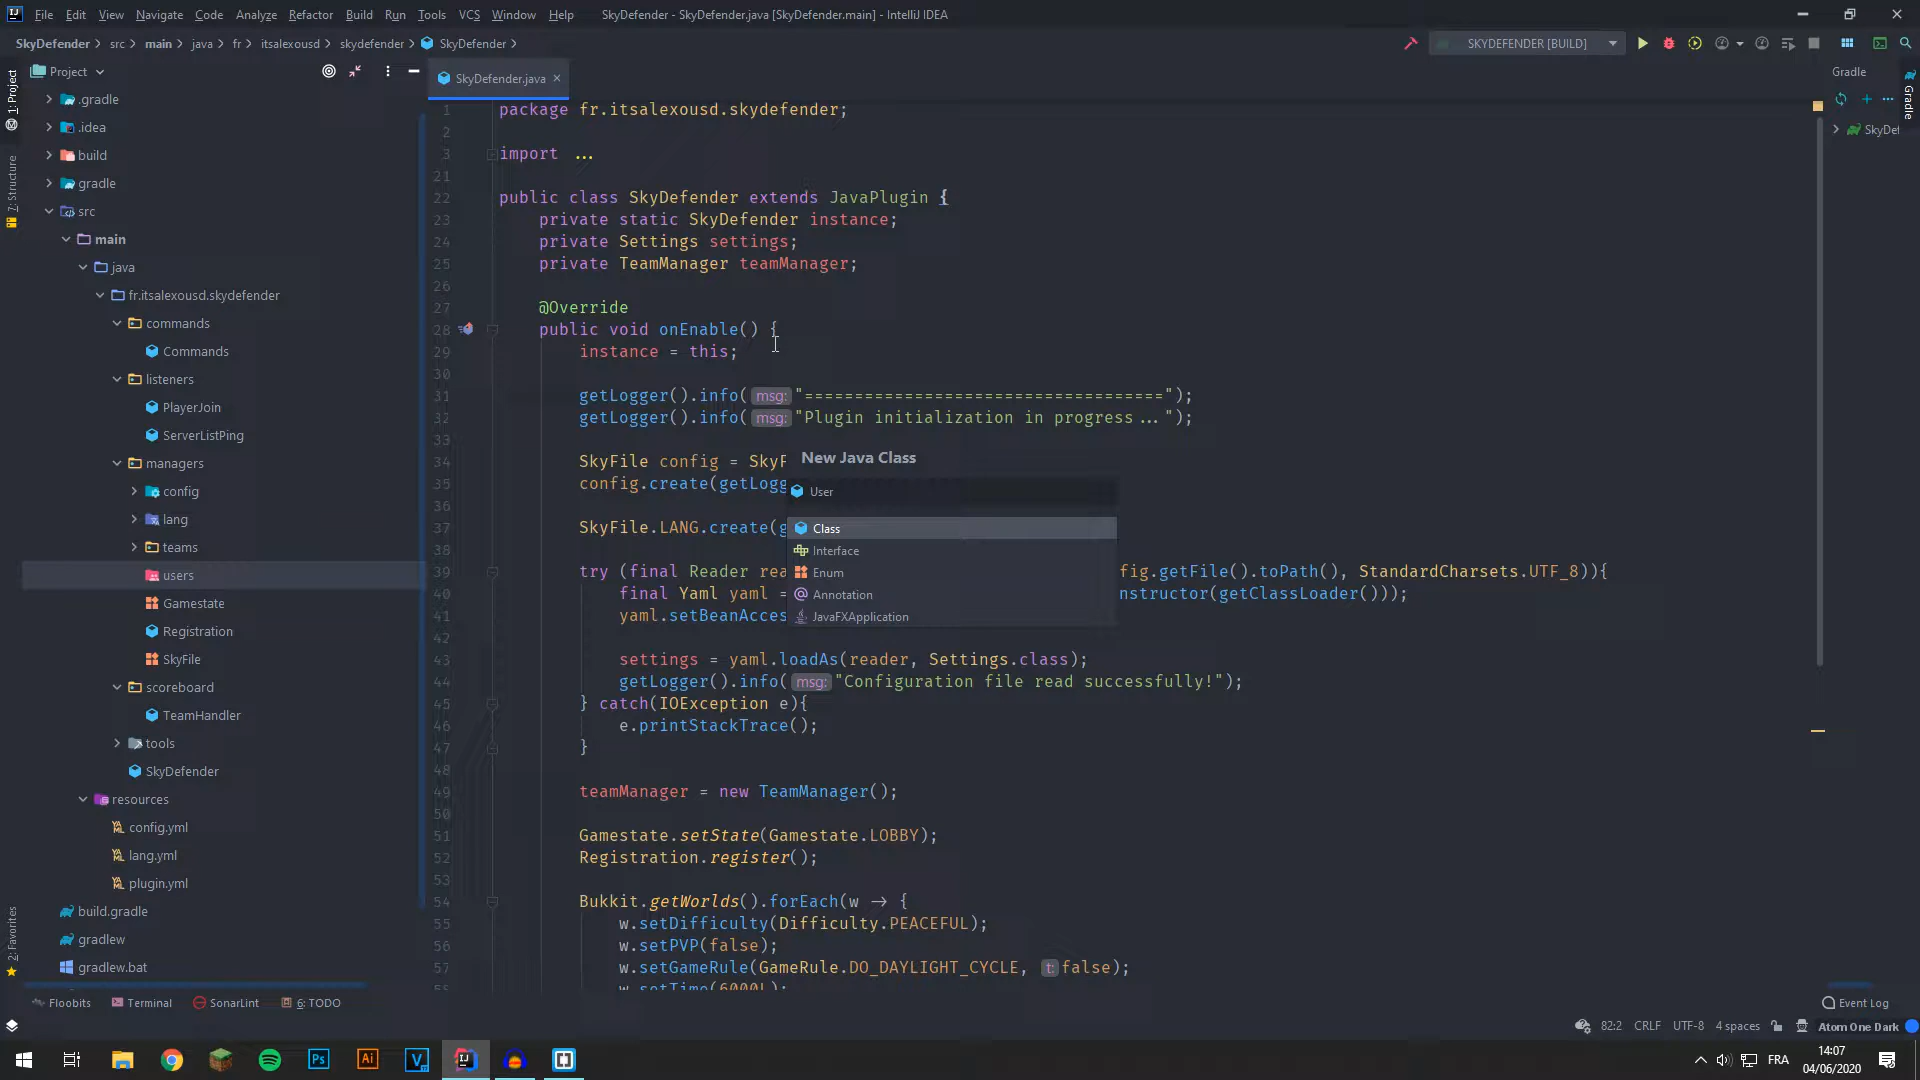 File Edit View Navigate Code Analyze Refactor Build Run Tools VCS Window Help SkyDefender - SkyDefender.java [SkyDefender.main] - IntelliJ IDEA
SkyDefender src main java fr itsalexousd skydefender SkyDefender SKYDEFENDER [BUILD]
Project
SkyDefender.java
Gradle
1: Project
7: Structure
2: Favorites
Gradle
.gradle
.idea
build
gradle
src
main
java
fr.itsalexousd.skydefender
commands
Commands
listeners
PlayerJoin
ServerListPing
managers
config
lang
teams
users
Gamestate
Registration
SkyFile
scoreboard
TeamHandler
tools
SkyDefender
resources
config.yml
lang.yml
plugin.yml
build.gradle
gradlew
gradlew.bat
1 package fr.itsalexousd.skydefender;
2
3 import ...
21
22 public class SkyDefender extends JavaPlugin {
23 private static SkyDefender instance;
24 private Settings settings;
25 private TeamManager teamManager;
26
27 @Override
28 public void onEnable() {
29 instance = this;
30
31 getLogger().info( msg: "====================================");
32 getLogger().info( msg: "Plugin initialization in progress...");
33
34 SkyFile config = SkyF
35 config.create(getLogg
36
37 SkyFile.LANG.create(g
38
39 try (final Reader rea fig.getFile().toPath(), StandardCharsets.UTF_8)){
40 final Yaml yaml = nstructor(getClassLoader()));
41 yaml.setBeanAcces
42
43 settings = yaml.loadAs(reader, Settings.class);
44 getLogger().info( msg: "Configuration file read successfully!");
45 } catch(IOException e){
46 e.printStackTrace();
47 }
48
49 teamManager = new TeamManager();
50
51 Gamestate.setState(Gamestate.LOBBY);
52 Registration.register();
53
54 Bukkit.getWorlds().forEach(w -> {
55 w.setDifficulty(Difficulty.PEACEFUL);
56 w.setPVP(false);
57 w.setGameRule(GameRule.DO_DAYLIGHT_CYCLE, t: false);
w.setTime(6000L);
New Java Class
User
Class
Interface
Enum
Annotation
JavaFXApplication
SkyDef
Floobits Terminal SonarLint 6: TODO Event Log
82:2 CRLF UTF-8 4 spaces Atom One Dark
FRA
14:07
04/06/2020